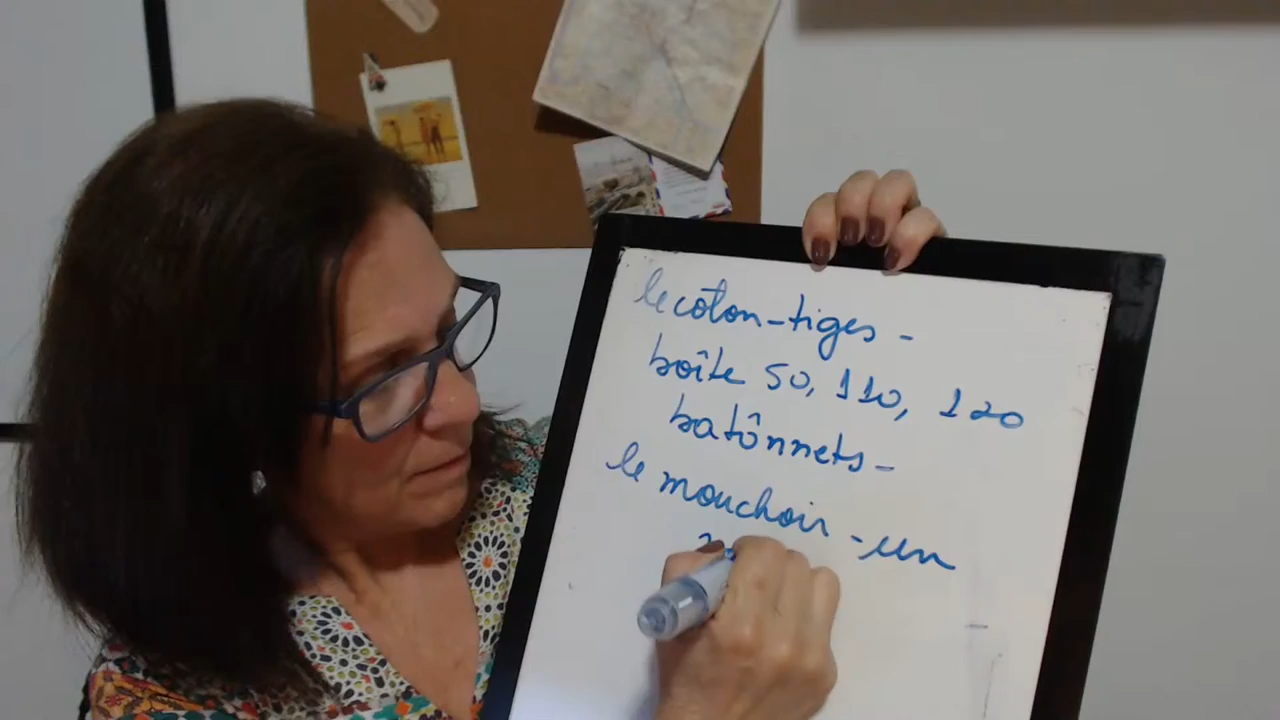 le coton-tiges -
boîte 50, 110, 120
batônnets -
le mouchoir - un